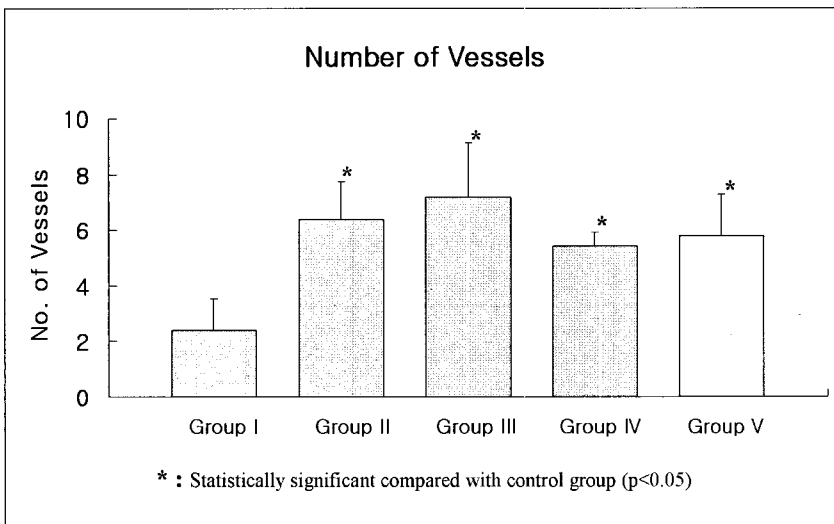 Number of Vessels
No. of Vessels
10
8
6
4
2
0
*
*
*
*
Group I
Group II
Group III
Group IV
Group V
* : Statistically significant compared with control group (p<0.05)